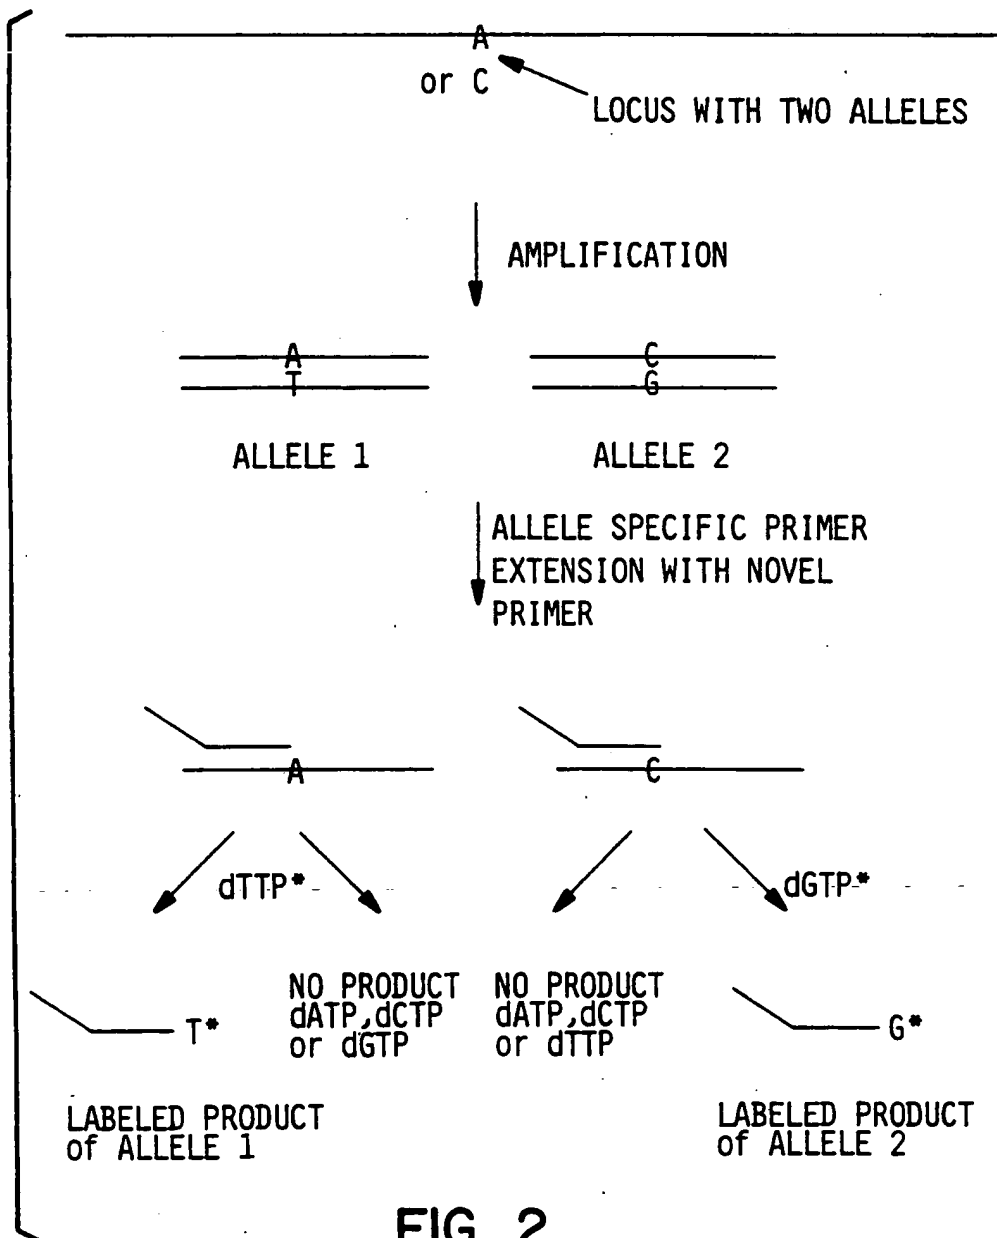 A
or C
LOCUS WITH TWO ALLELES
AMPLIFICATION
A
T
C
G
ALLELE 1
ALLELE 2
ALLELE SPECIFIC PRIMER
EXTENSION WITH NOVEL
PRIMER
A
C
dTTP*
dGTP*
T*
NO PRODUCT
dATP,dCTP
or dGTP
NO PRODUCT
dATP,dCTP
or dTTP
G*
LABELED PRODUCT
of ALLELE 1
LABELED PRODUCT
of ALLELE 2
FIG. 2